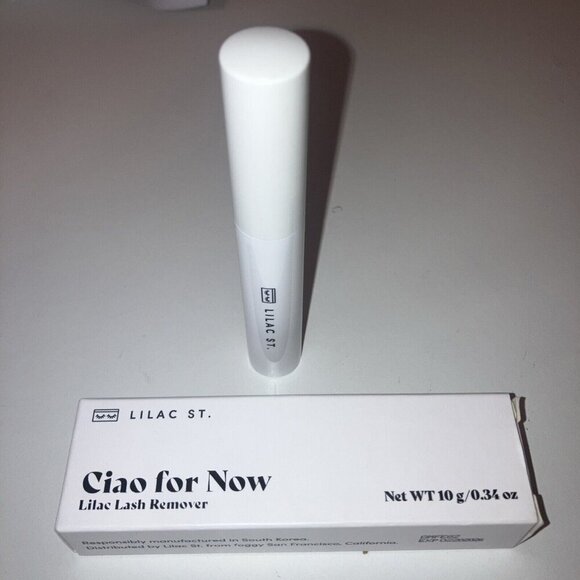 LILAC ST.
LILAC ST.
Ciao for Now
Lilac Lash Remover
Net WT 10 g/0.34 oz
Responsibly manufactured in South Korea.
Distributed by Lilac St. from foggy San Francisco, California.